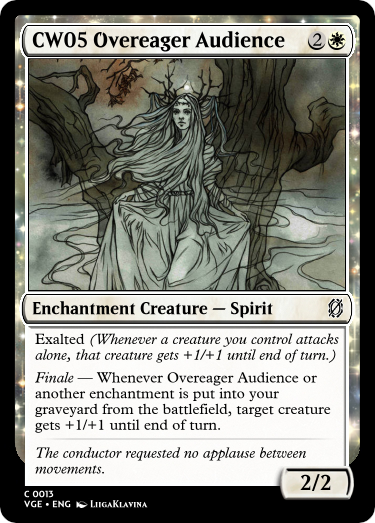 CW05 Overeager Audience 2
Enchantment Creature — Spirit
Exalted (Whenever a creature you control attacks
alone, that creature gets +1/+1 until end of turn.)
Finale — Whenever Overeager Audience or
another enchantment is put into your
graveyard from the battlefield, target creature
gets +1/+1 until end of turn.
The conductor requested no applause between
movements.
2/2
C 0013
VGE • ENG LIIGAKLAVINA